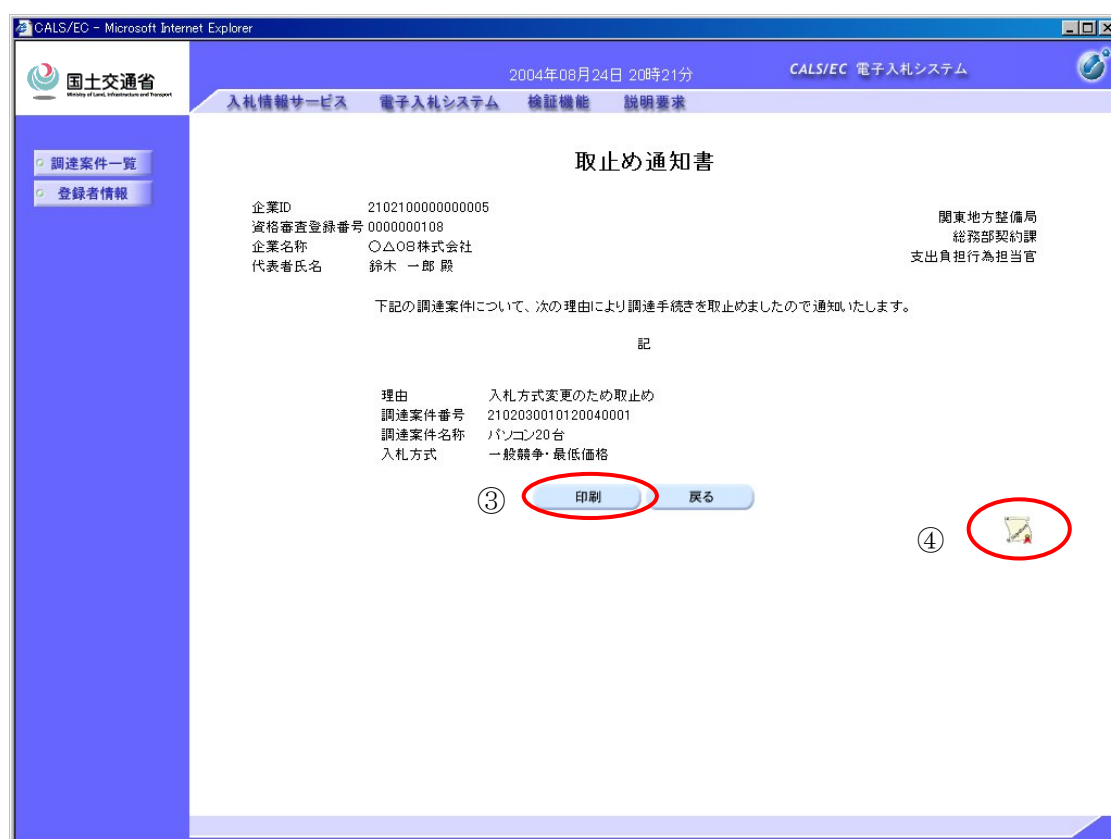 CALS/EC - Microsoft Internet Explorer
国土交通省
Ministry of Land, Infrastructure and Transport
2004年08月24日 20時21分
CALS/EC 電子入札システム
入札情報サービス 電子入札システム 検証機能 説明要求
調達案件一覧
登録者情報
取止め通知書
企業ID 2102100000000005
資格審査登録番号 0000000108
企業名称 ○△08株式会社
代表者氏名 鈴木 一郎 殿
関東地方整備局
総務部契約課
支出負担行為担当官
下記の調達案件について、次の理由により調達手続きを取止めましたので通知いたします。
記
理由 入札方式変更のため取止め
調達案件番号 2102030010120040001
調達案件名称 パソコン20台
入札方式 一般競争・最低価格
③ 印刷 戻る
④